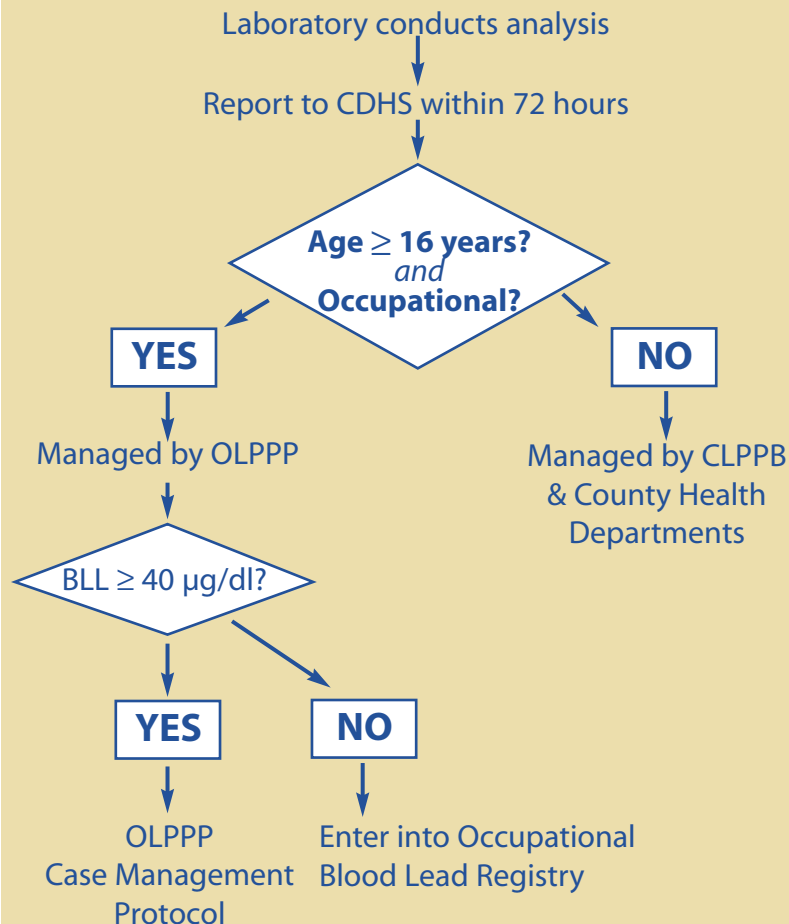 Laboratory conducts analysis
Report to CDHS within 72 hours
Age ≥ 16 years?
and
Occupational?
YES
NO
Managed by OLPPP
Managed by CLPPB
& County Health
Departments
BLL ≥ 40 µg/dl?
YES
NO
OLPPP
Case Management
Protocol
Enter into Occupational
Blood Lead Registry